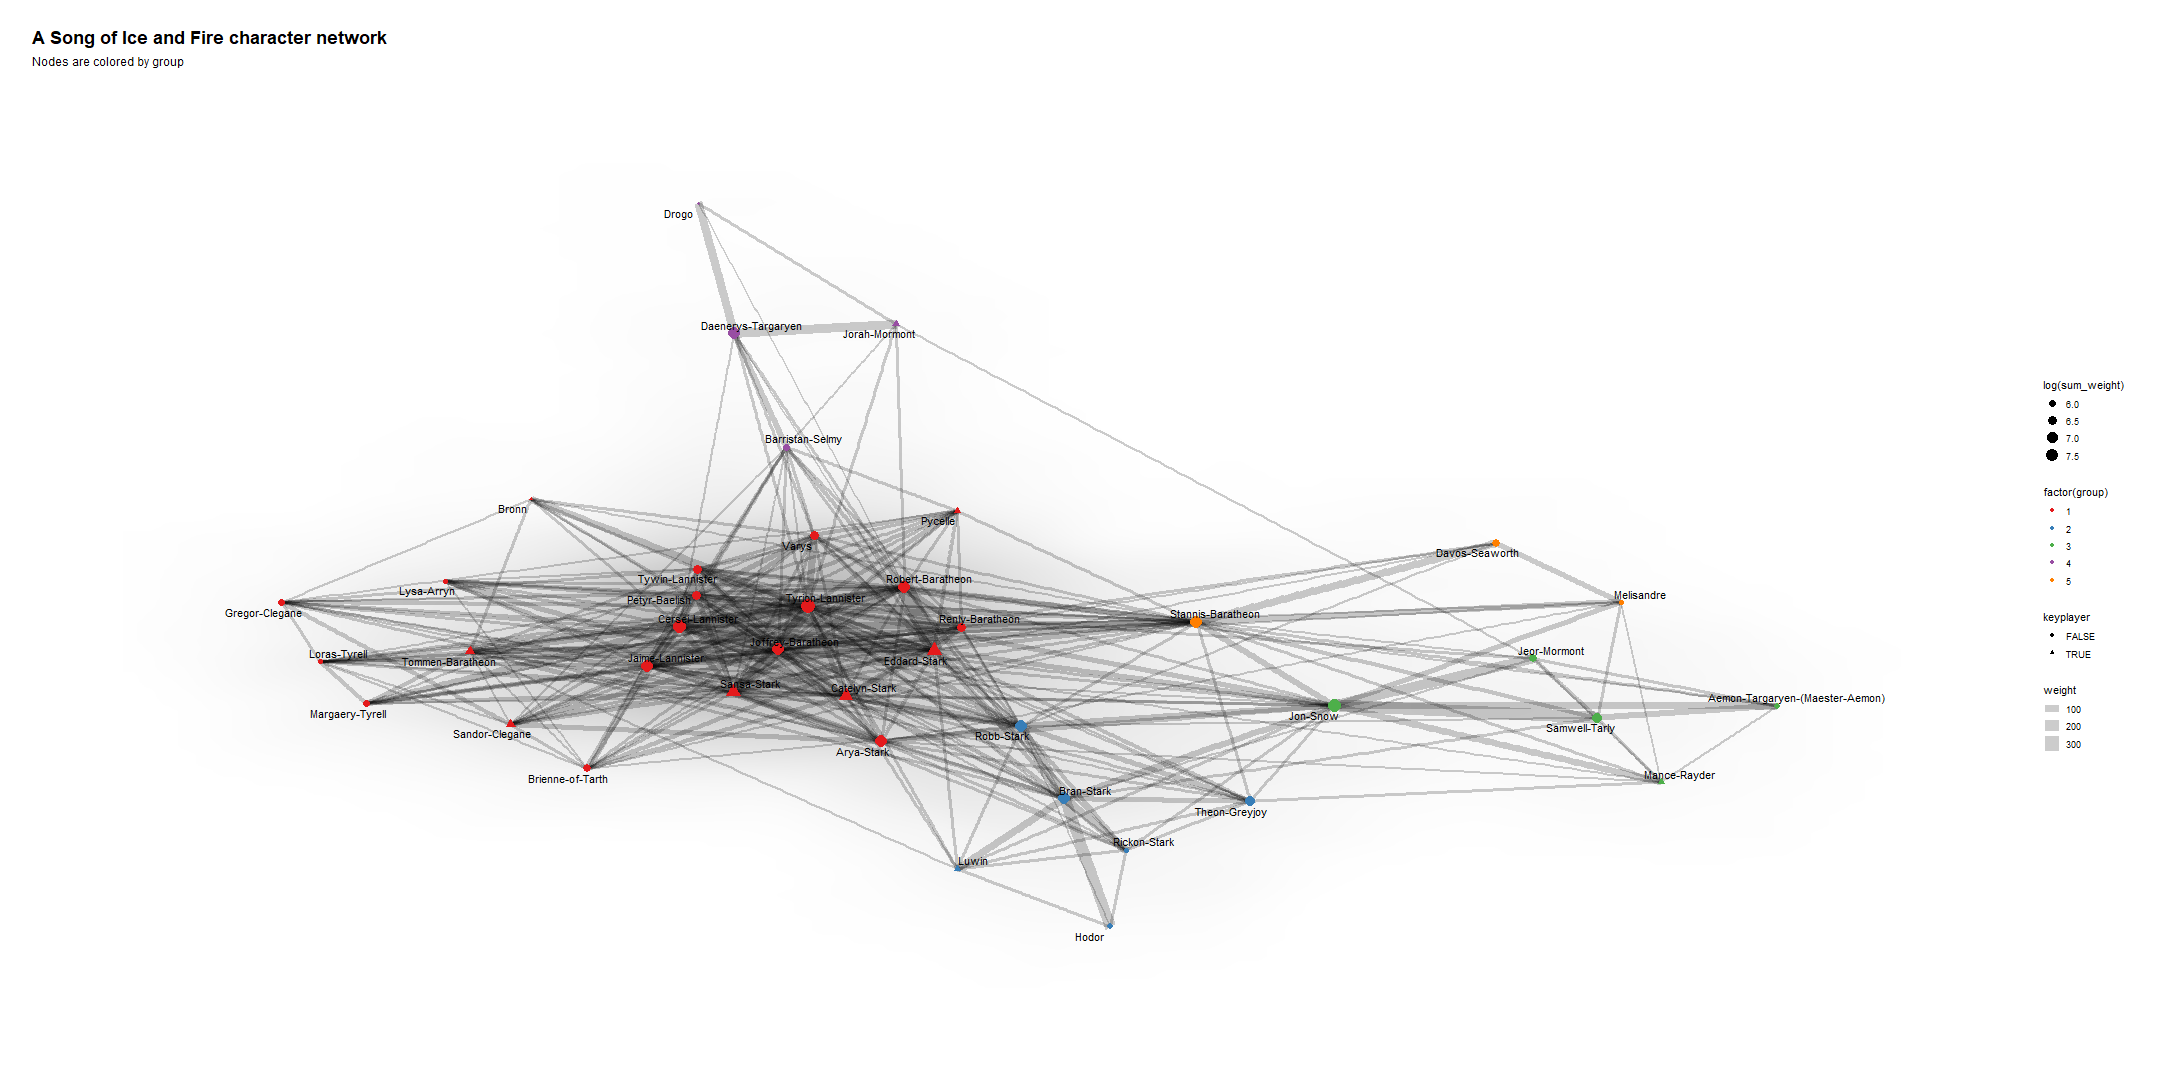 A Song of Ice and Fire character network
Nodes are colored by group
Drogo
Daenerys-Targaryen
Jorah-Mormont
Barristan-Selmy
Bronn
Pycelle
Varys
Davos-Seaworth
Tywin-Lannister
Robert-Baratheon
Lysa-Arryn
Petyr-Baelish
Tyrion-Lannister
Melisandre
Gregor-Clegane
Cersei-Lannister
Renly-Baratheon
Stannis-Baratheon
Joffrey-Baratheon
Loras-Tyrell
Tommen-Baratheon
Jaime-Lannister
Eddard-Stark
Jeor-Mormont
Sansa-Stark
Catelyn-Stark
Aemon-Targaryen-(Maester-Aemon)
Margaery-Tyrell
Jon-Snow
Sandor-Clegane
Robb-Stark
Samwell-Tarly
Arya-Stark
Brienne-of-Tarth
Mance-Rayder
Bran-Stark
Theon-Greyjoy
Rickon-Stark
Luwin
Hodor
log(sum_weight)
6.0
6.5
7.0
7.5
factor(group)
1
2
3
4
5
keyplayer
FALSE
TRUE
weight
100
200
300